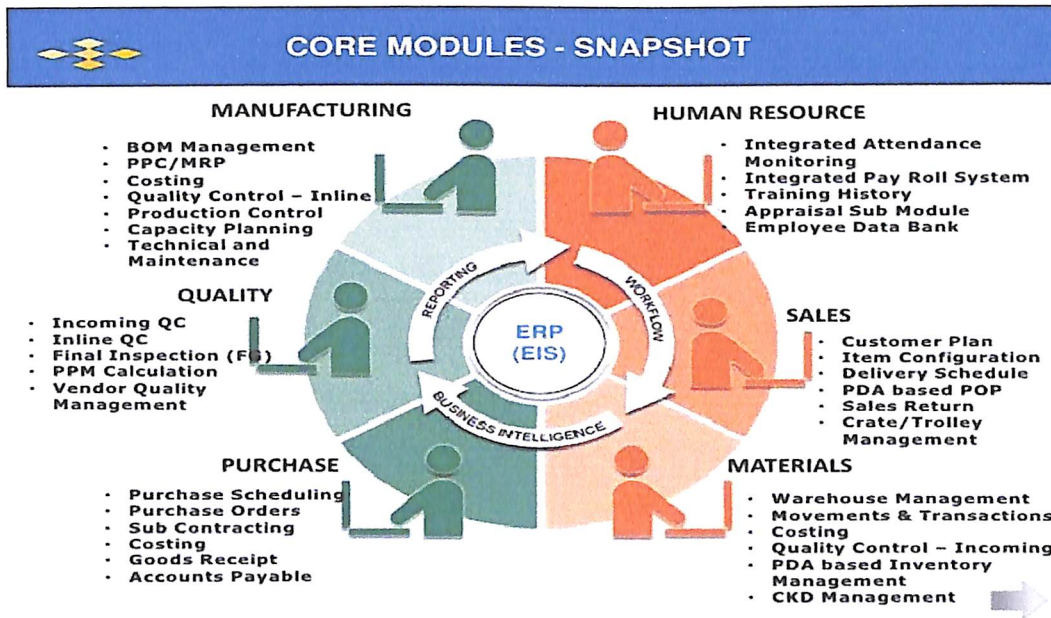 CORE MODULES - SNAPSHOT
MANUFACTURING
• BOM Management
• PPC/MRP
• Costing
• Quality Control – Inline
• Production Control
• Capacity Planning
• Technical and
Maintenance
HUMAN RESOURCE
• Integrated Attendance
Monitoring
• Integrated Pay Roll System
• Training History
• Appraisal Sub Module
• Employee Data Bank
QUALITY
• Incoming QC
• Inline QC
• Final Inspection (FG)
• PPM Calculation
• Vendor Quality
Management
REPORTING
WORKFLOW
BUSINESS INTELLIGENCE
ERP
(EIS)
SALES
• Customer Plan
• Item Configuration
• Delivery Schedule
• PDA based POP
• Sales Return
• Crate/Trolley
Management
PURCHASE
• Purchase Scheduling
• Purchase Orders
• Sub Contracting
• Costing
• Goods Receipt
• Accounts Payable
MATERIALS
• Warehouse Management
• Movements & Transactions
• Costing
• Quality Control – Incoming
• PDA based Inventory
Management
• CKD Management